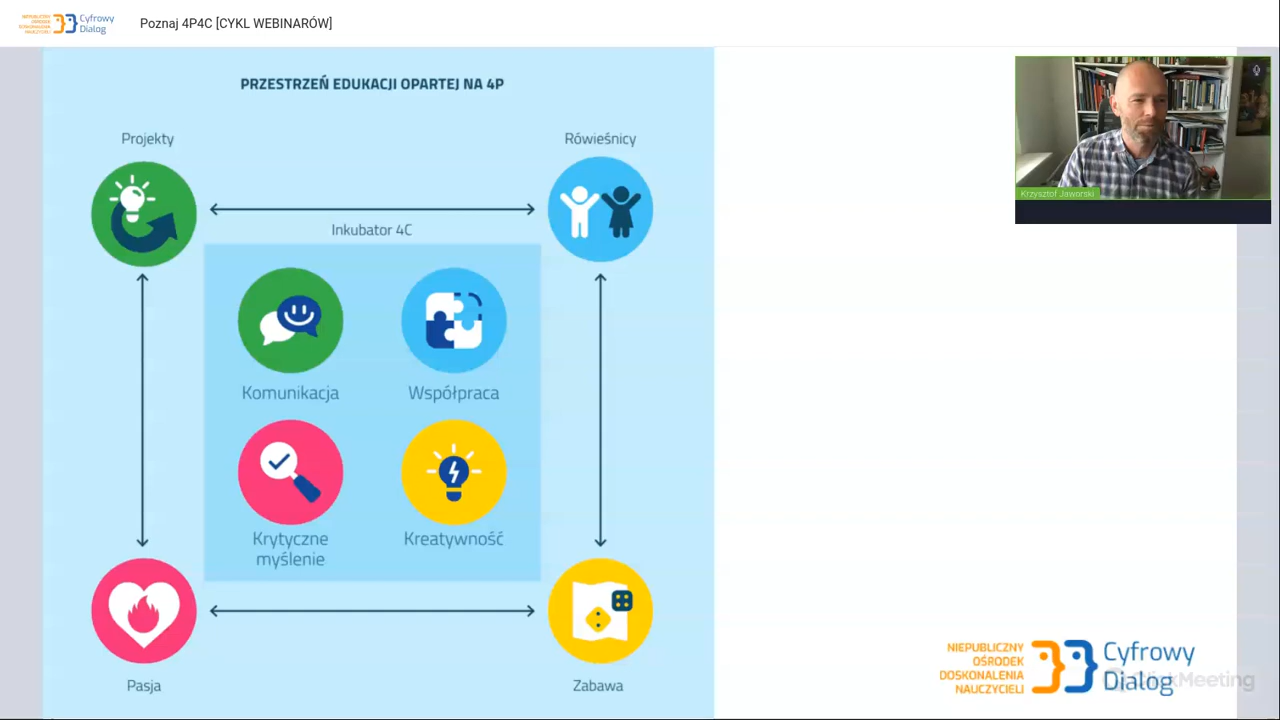 NIEPUBLICZNY
OŚRODEK
DOSKONALENIA
NAUCZYCIELI
Cyfrowy
Dialog
Poznaj 4P4C [CYKL WEBINARÓW]
PRZESTRZEŃ EDUKACJI OPARTEJ NA 4P
Projekty
Rówieśnicy
Inkubator 4C
Komunikacja
Współpraca
Krytyczne
myślenie
Kreatywność
Pasja
Zabawa
Krzysztof Jaworski
NIEPUBLICZNY
OŚRODEK
DOSKONALENIA
NAUCZYCIELI
Cyfrowy
Dialog
ClickMeeting